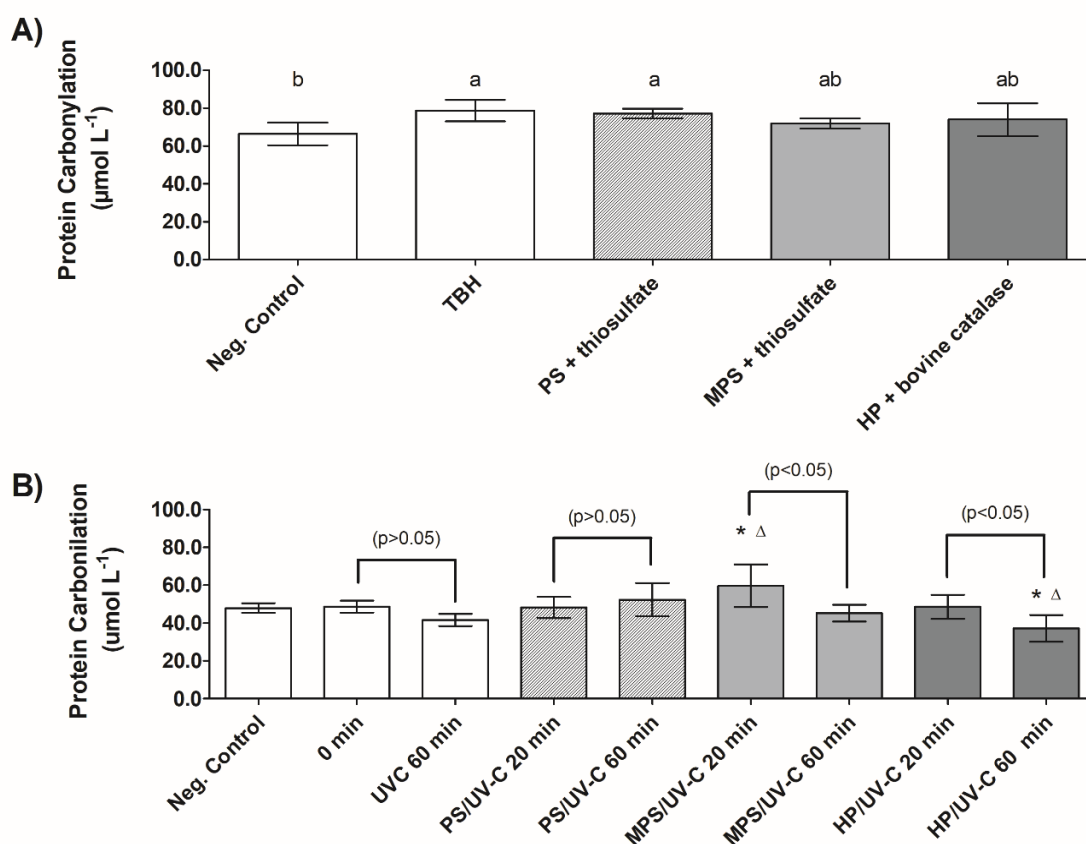 A)
b a a ab ab
Protein Carbonylation
(µmol L⁻¹)
100.0
80.0
60.0
40.0
20.0
0.0
Neg. Control
TBH
PS + thiosulfate
MPS + thiosulfate
HP + bovine catalase
B)
Protein Carbonilation
(umol L⁻¹)
100.0
80.0
60.0
40.0
20.0
0.0
(p>0.05)
(p>0.05)
(p<0.05)
* Δ
(p<0.05)
* Δ
Neg. Control
0 min
UVC 60 min
PS/UV-C 20 min
PS/UV-C 60 min
MPS/UV-C 20 min
MPS/UV-C 60 min
HP/UV-C 20 min
HP/UV-C 60 min